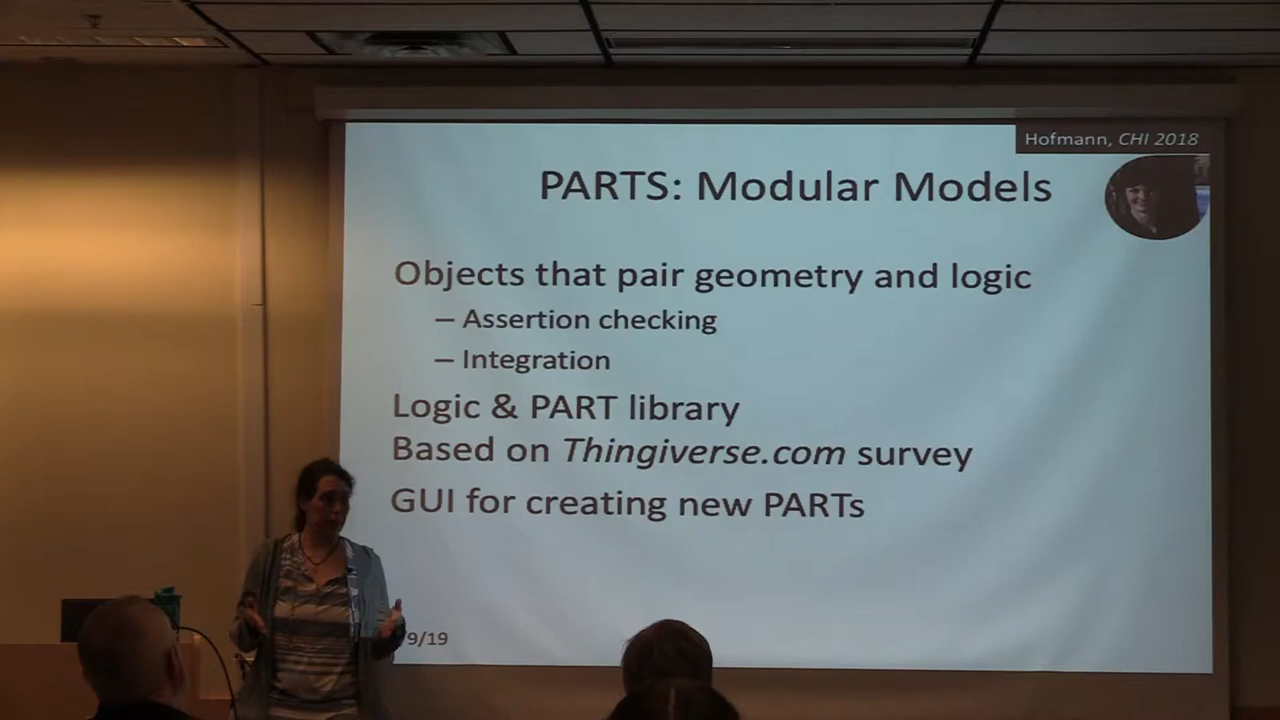 Hofmann, CHI 2018
PARTS: Modular Models
Objects that pair geometry and logic
– Assertion checking
– Integration
Logic & PART library
Based on Thingiverse.com survey
GUI for creating new PARTs
9/19